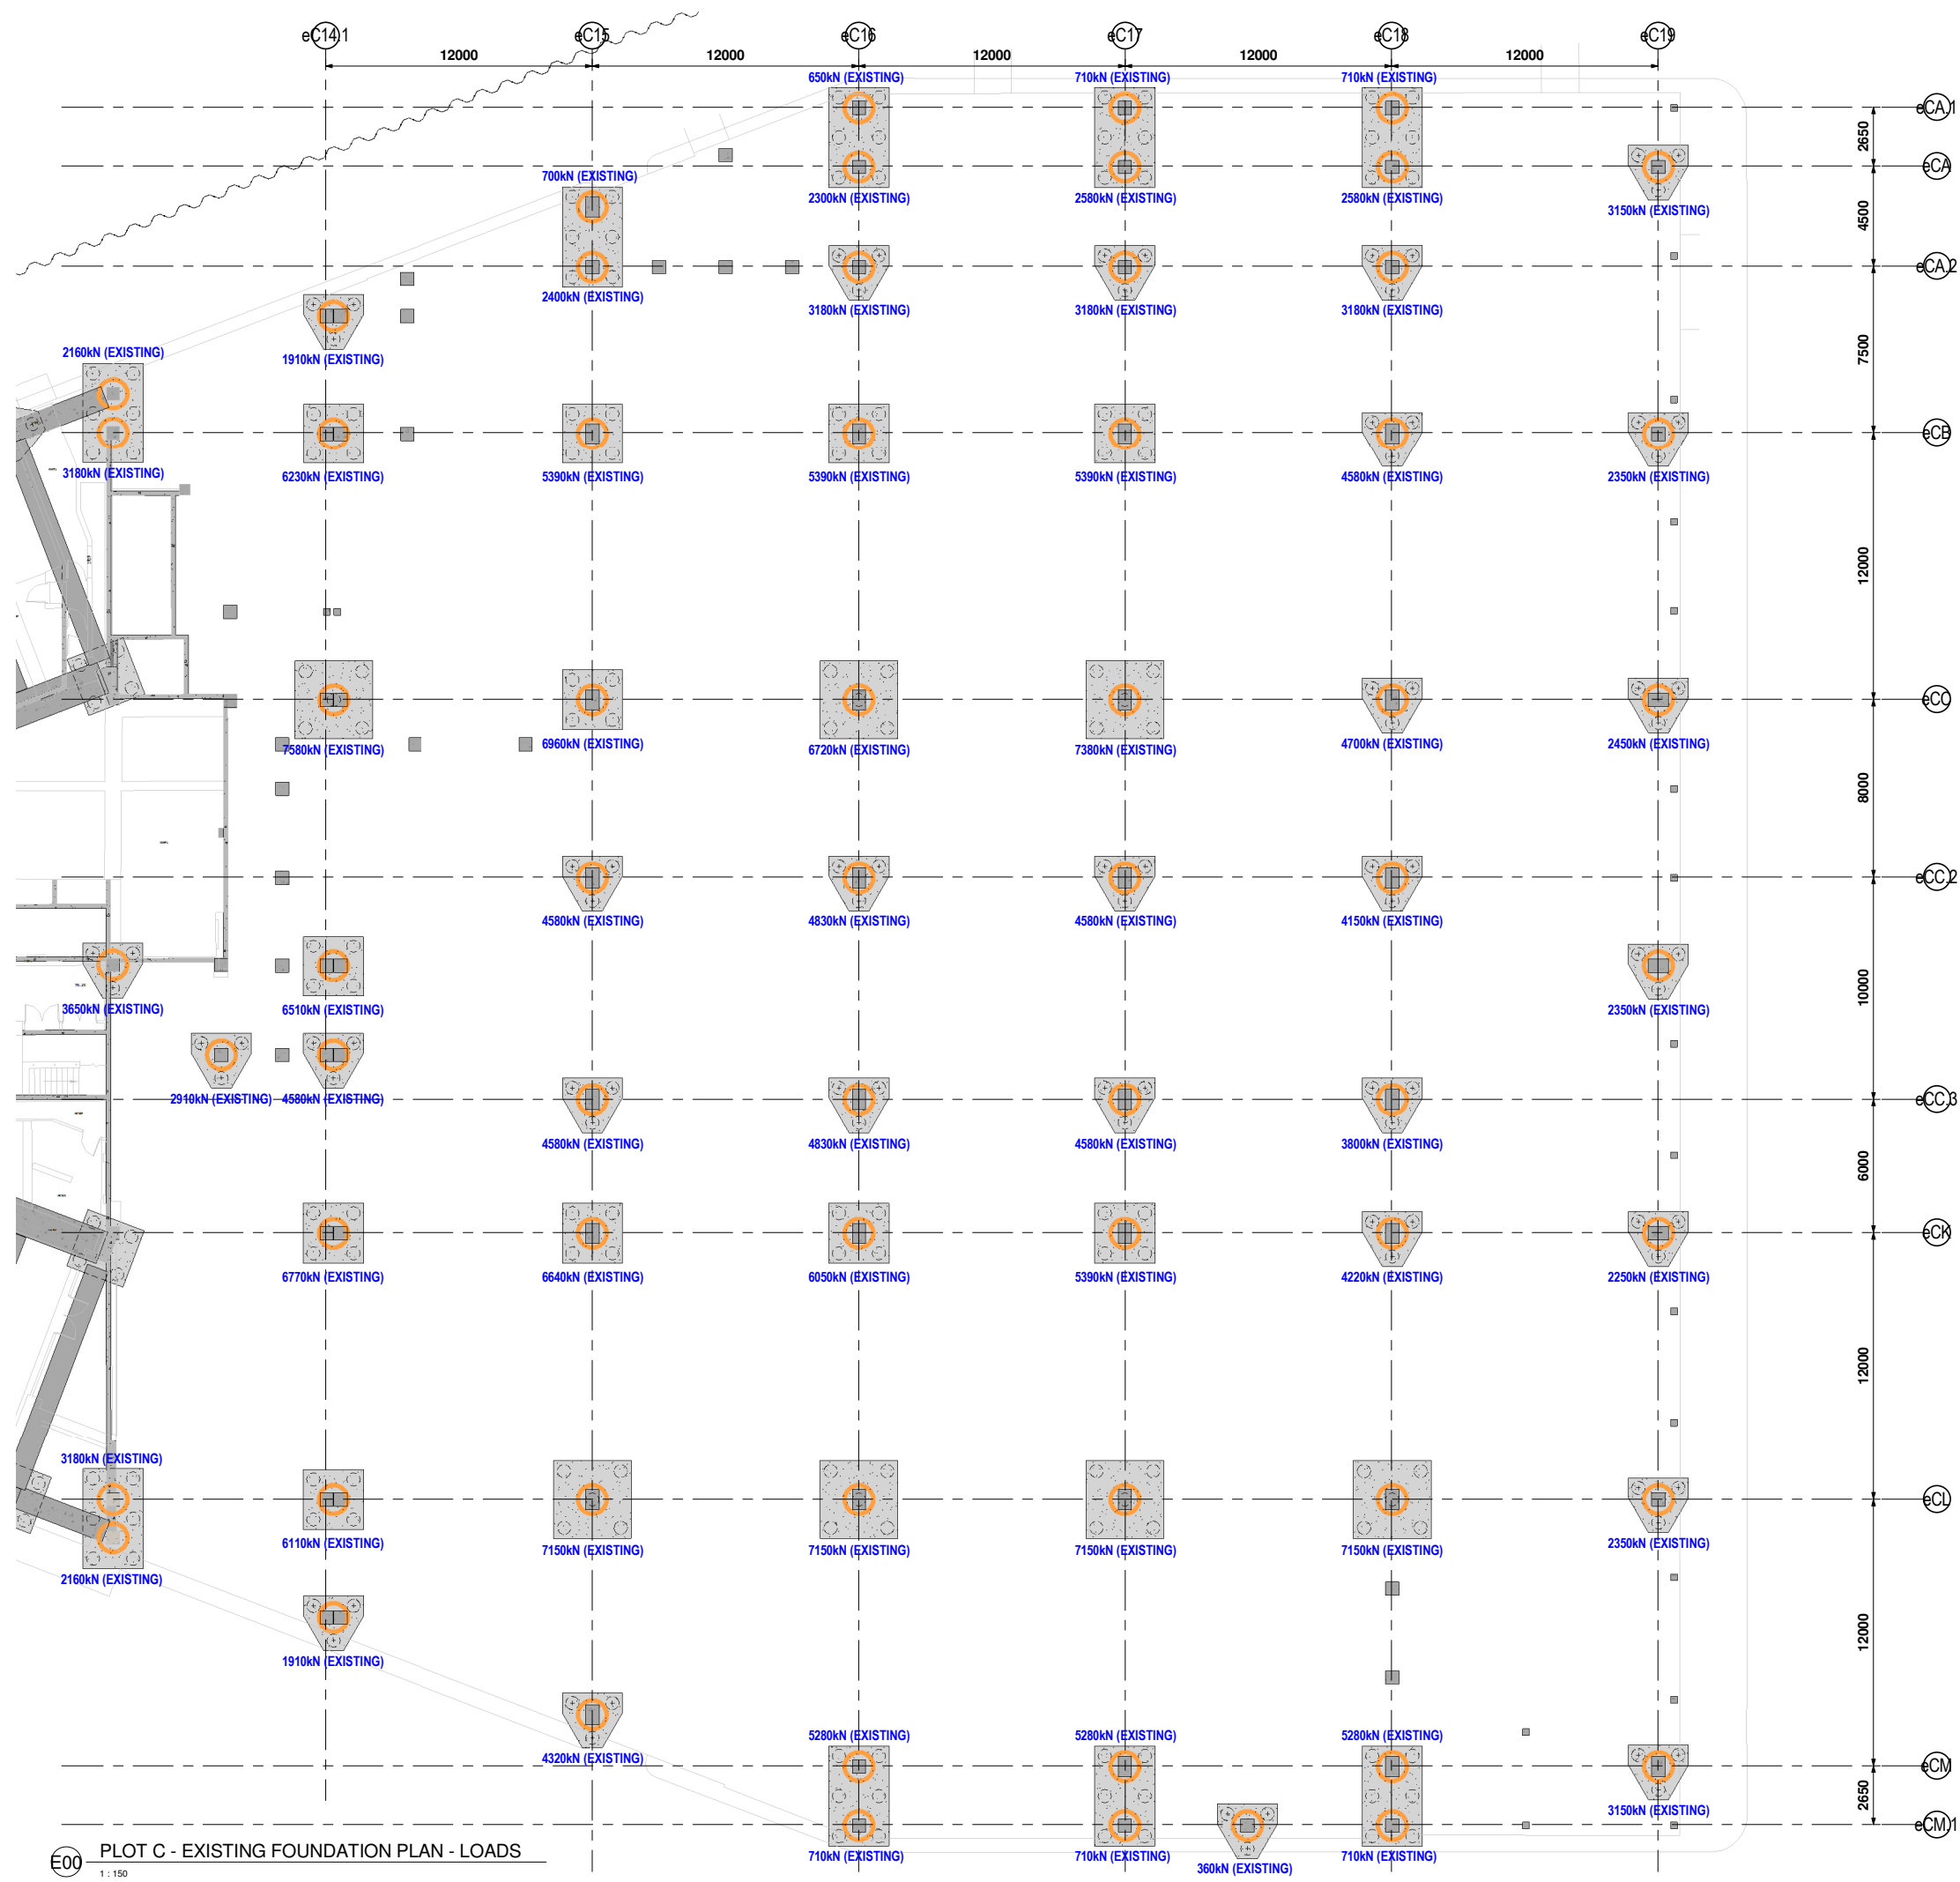 eC14.1 eC15 eC16 eC17 eC18 eC19
12000 12000 12000 12000 12000
650kN (EXISTING) 710kN (EXISTING) 710kN (EXISTING)
eCA.1
2650
eCA
700kN (EXISTING) 2300kN (EXISTING) 2580kN (EXISTING) 2580kN (EXISTING) 3150kN (EXISTING)
4500
eCA.2
2400kN (EXISTING) 3180kN (EXISTING) 3180kN (EXISTING) 3180kN (EXISTING)
7500
2160kN (EXISTING) 1910kN (EXISTING)
eCB
3180kN (EXISTING) 6230kN (EXISTING) 5390kN (EXISTING) 5390kN (EXISTING) 5390kN (EXISTING) 4580kN (EXISTING) 2350kN (EXISTING)
12000
eCC
7580kN (EXISTING) 6960kN (EXISTING) 6720kN (EXISTING) 7380kN (EXISTING) 4700kN (EXISTING) 2450kN (EXISTING)
8000
eCC.2
4580kN (EXISTING) 4830kN (EXISTING) 4580kN (EXISTING) 4150kN (EXISTING)
10000
3650kN (EXISTING) 6510kN (EXISTING) 2350kN (EXISTING)
2910kN (EXISTING) 4580kN (EXISTING)
eCC.3
4580kN (EXISTING) 4830kN (EXISTING) 4580kN (EXISTING) 3800kN (EXISTING)
6000
eCK
6770kN (EXISTING) 6640kN (EXISTING) 6050kN (EXISTING) 5390kN (EXISTING) 4220kN (EXISTING) 2250kN (EXISTING)
12000
3180kN (EXISTING)
eCL
6110kN (EXISTING) 7150kN (EXISTING) 7150kN (EXISTING) 7150kN (EXISTING) 7150kN (EXISTING) 2350kN (EXISTING)
2160kN (EXISTING)
12000
1910kN (EXISTING)
4320kN (EXISTING) 5280kN (EXISTING) 5280kN (EXISTING) 5280kN (EXISTING)
eCM
3150kN (EXISTING)
2650
eCM.1
710kN (EXISTING) 710kN (EXISTING) 360kN (EXISTING) 710kN (EXISTING)
E00 PLOT C - EXISTING FOUNDATION PLAN - LOADS
1 : 150